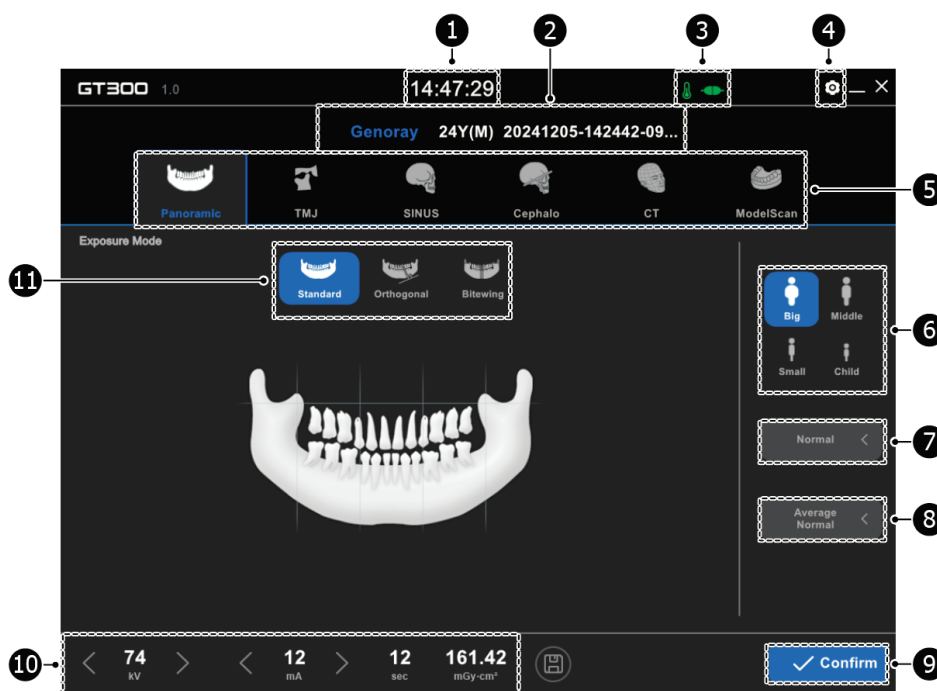 1 2 3 4
GT300 1.0 14:47:29
Genoray 24Y(M) 20241205-142442-09...
Panoramic TMJ SINUS Cephalo CT ModelScan
5
Exposure Mode
11
Standard Orthogonal Bitewing
Big Middle
6
Small Child
Normal
7
Average
Normal
8
10
74 12 12 161.42
kV mA sec mGy·cm²
Confirm
9